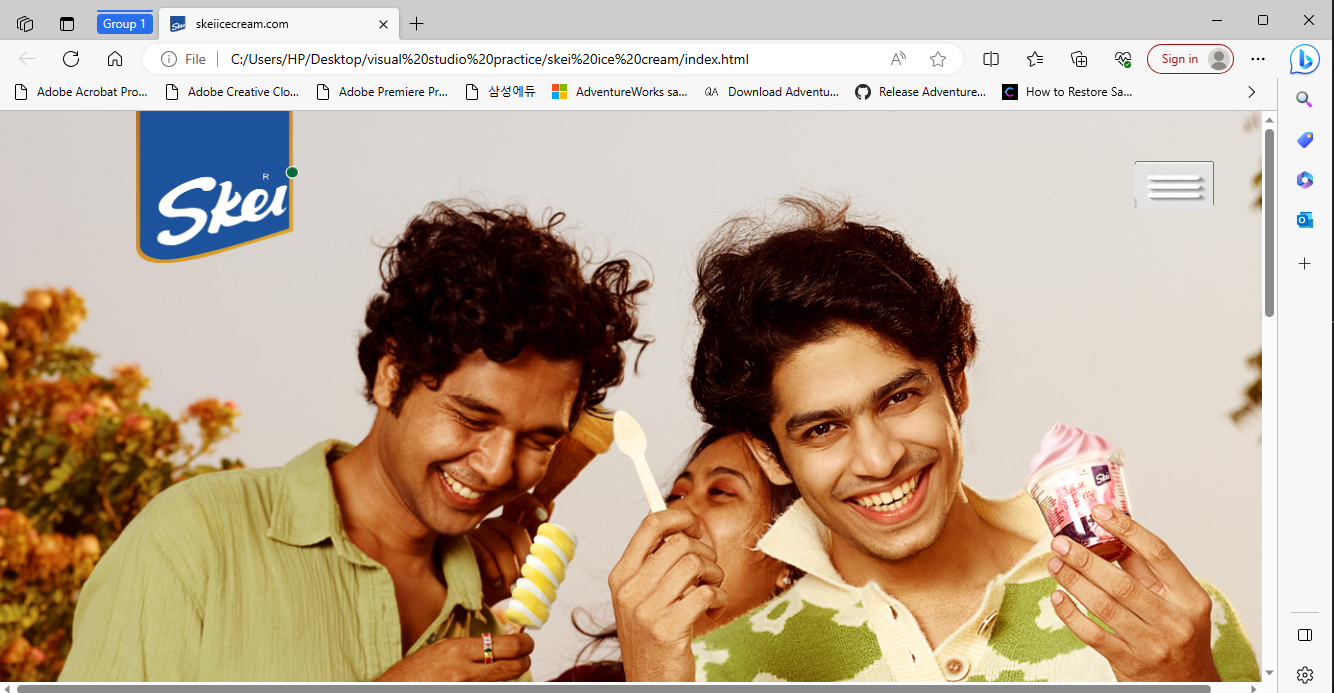 Group 1
skeiicecream.com
File
C:/Users/HP/Desktop/visual%20studio%20practice/skei%20ice%20cream/index.html
Sign in
Adobe Acrobat Pro...
Adobe Creative Clo...
Adobe Premiere Pr...
삼성에듀
AdventureWorks sa...
QA
Download Adventu...
Release Adventure...
How to Restore Sa...
Skei
R
Skei